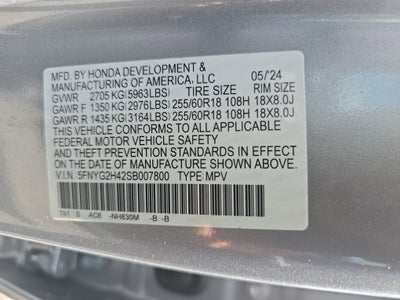 MFD. BY HONDA DEVELOPMENT &
MANUFACTURING OF AMERICA, LLC 05/24
GVWR 2705 KG(5963LBS) TIRE SIZE RIM SIZE
GAWR F 1350 KG(2976LBS) 255/60R18 108H 18X8.0J
GAWR R 1435 KG(3164LBS) 255/60R18 108H 18X8.0J
THIS VEHICLE CONFORMS TO ALL APPLICABLE
FEDERAL MOTOR VEHICLE SAFETY
STANDARDS IN EFFECT ON THE
DATE OF MANUFACTURE SHOWN ABOVE.
V.I.N. 5FNYG2H42SB007800 TYPE: MPV
T91 S AC6 -NH830M -B -B